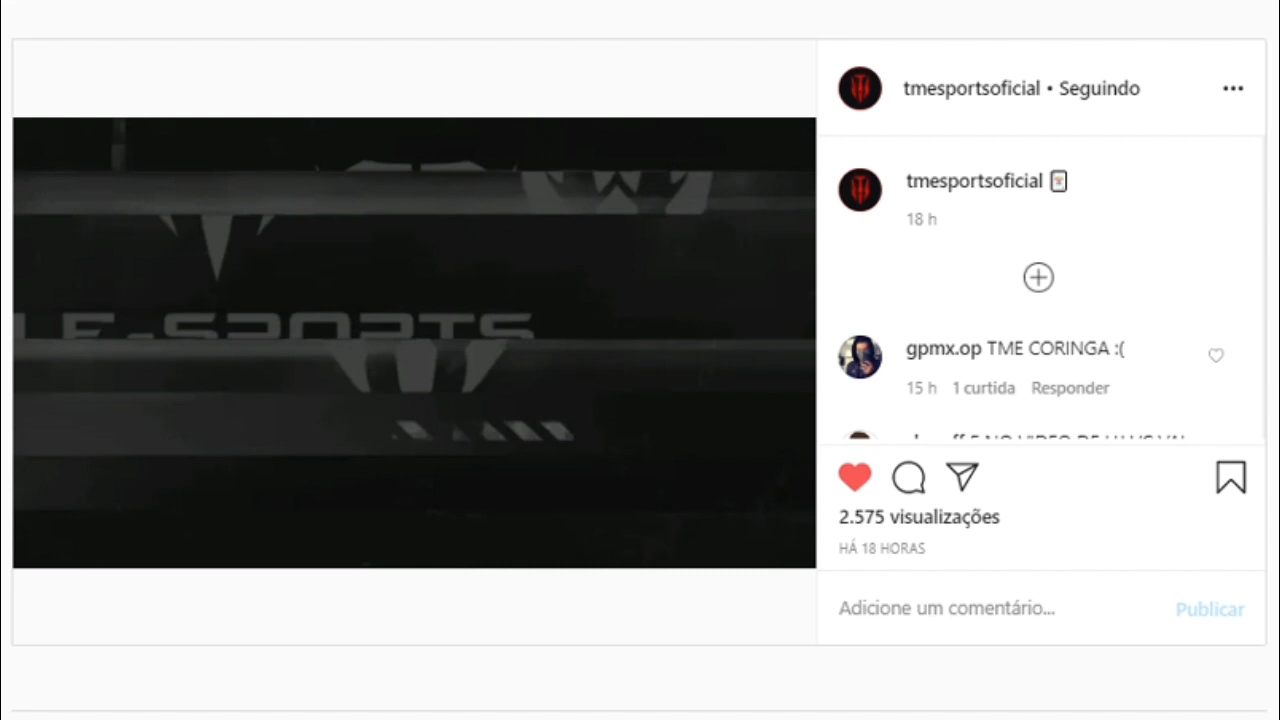 tmesportsoficial • Seguindo
tmesportsoficial 🃏
18 h
gpmx.op TME CORINGA :(
15 h 1 curtida Responder
E-SPORTS
2.575 visualizações
HÁ 18 HORAS
Adicione um comentário...
Publicar